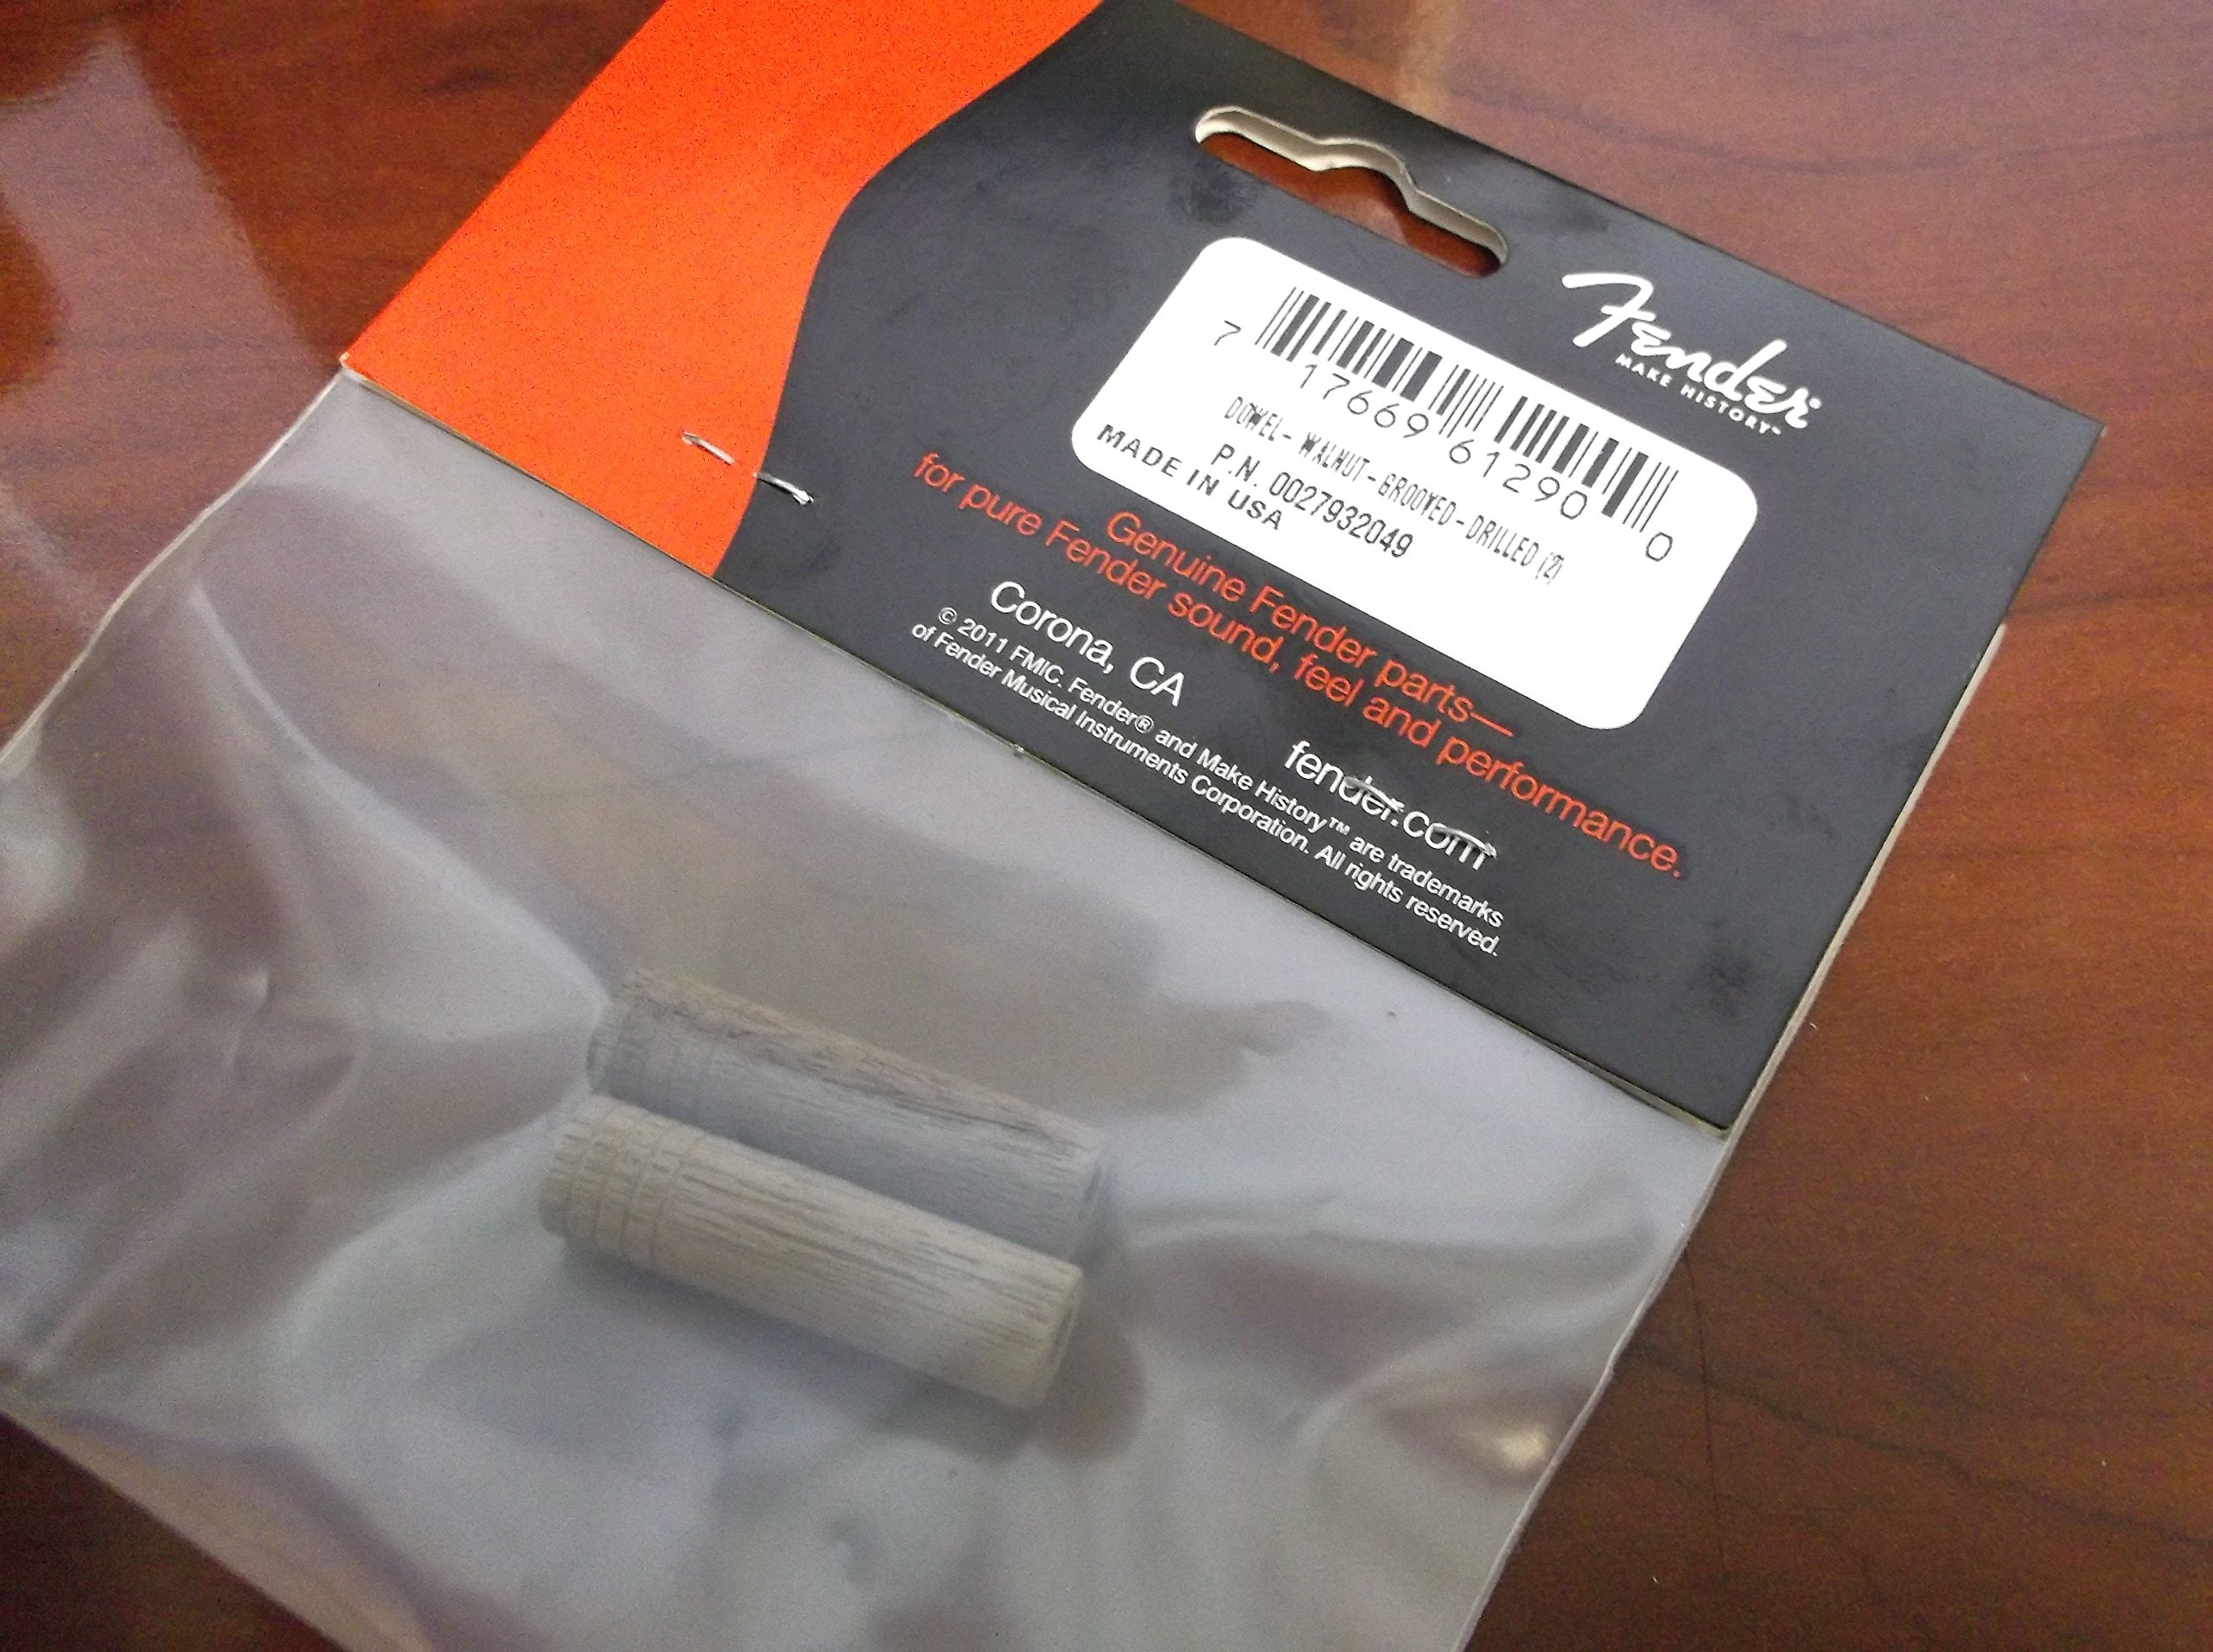 Fender
MAKE HISTORY™
7 17669 61290 0
DOWEL-WALNUT-GROOVED-DRILLED (2)
P.N. 0027932049
MADE IN USA
Genuine Fender parts—
for pure Fender sound, feel and performance.
Corona, CA
fender.com
© 2011 FMIC. Fender® and Make History™ are trademarks
of Fender Musical Instruments Corporation. All rights reserved.